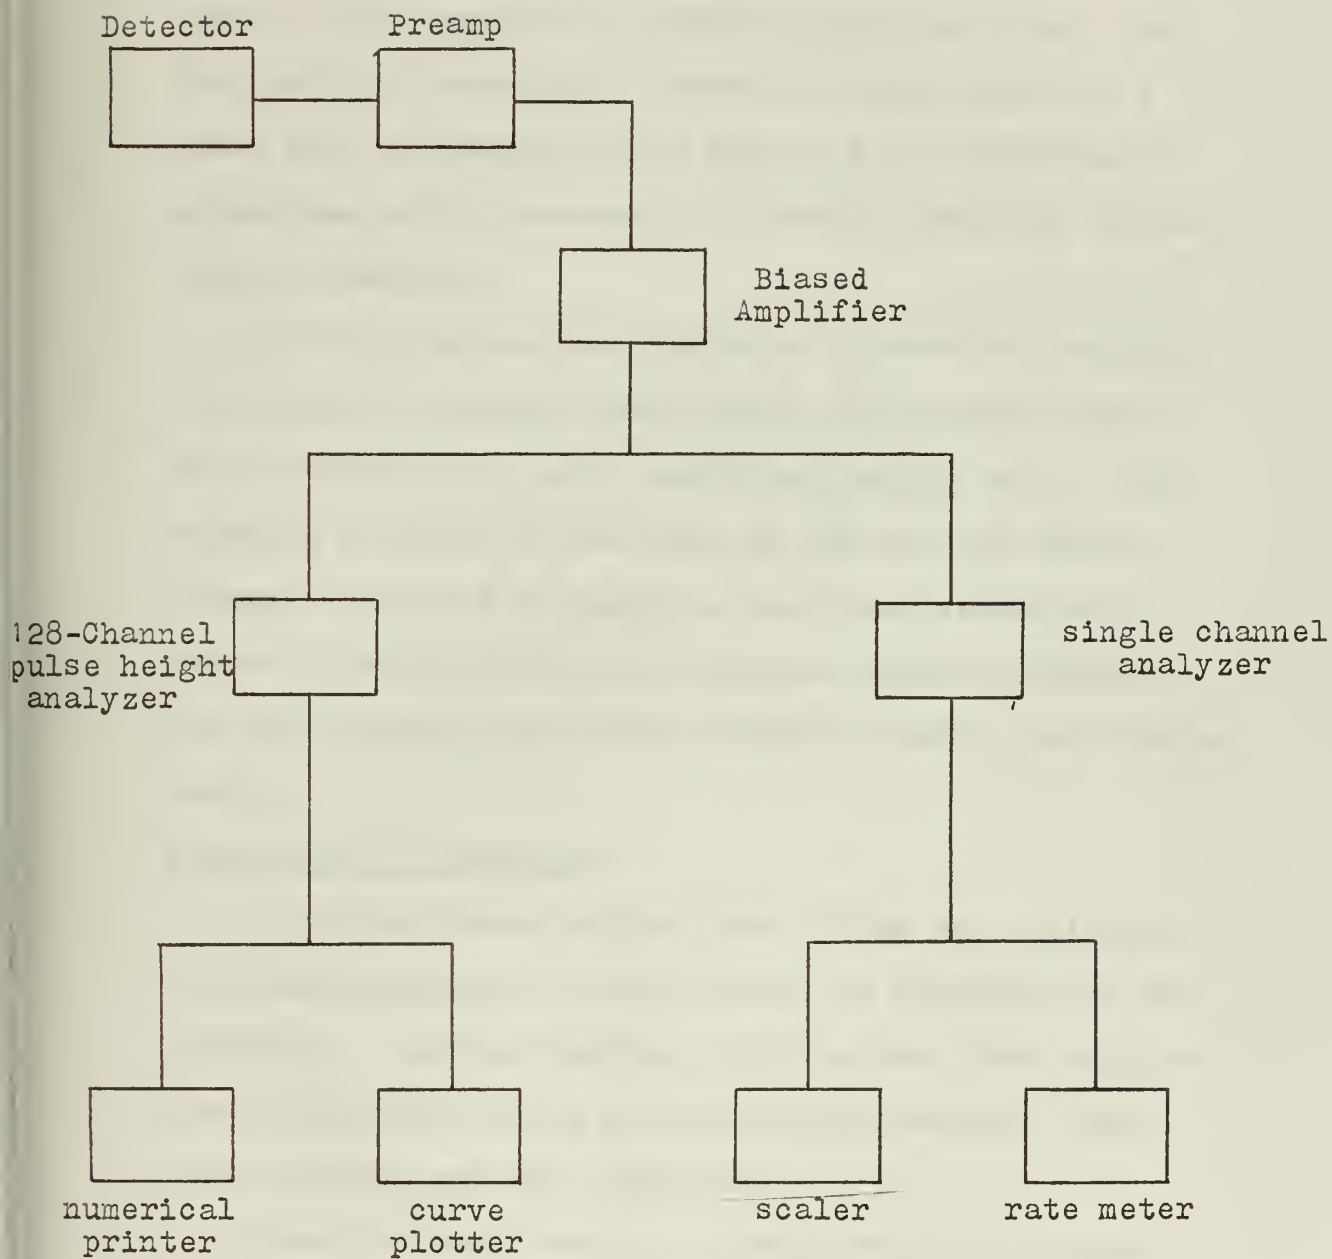 Detector
Preamp
Biased
Amplifier
128-Channel
pulse height
analyzer
single channel
analyzer
numerical
printer
curve
plotter
scaler
rate meter